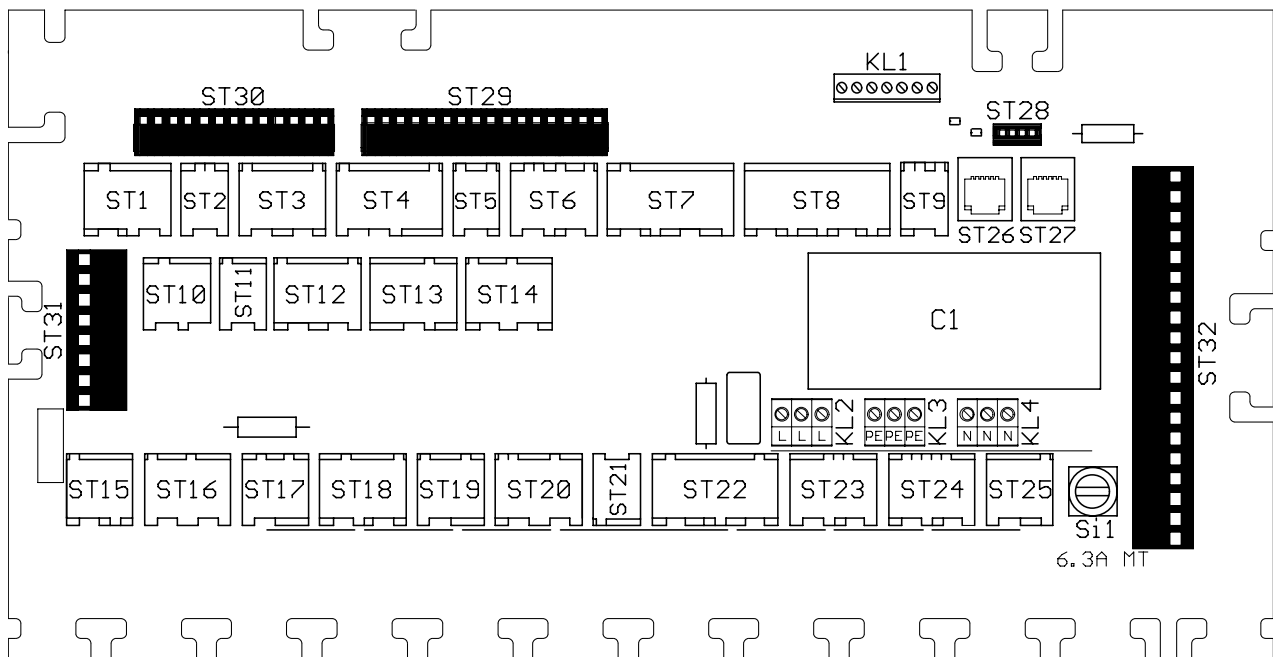 KL1
ST30
ST29
ST28
ST1 ST2 ST3 ST4 ST5 ST6 ST7 ST8 ST9
ST26 ST27
ST10 ST11 ST12 ST13 ST14
ST31
C1
ST32
L L L KL2
PE PE PE KL3
N N N KL4
ST15 ST16 ST17 ST18 ST19 ST20 ST21 ST22 ST23 ST24 ST25
Si1
6.3A MT